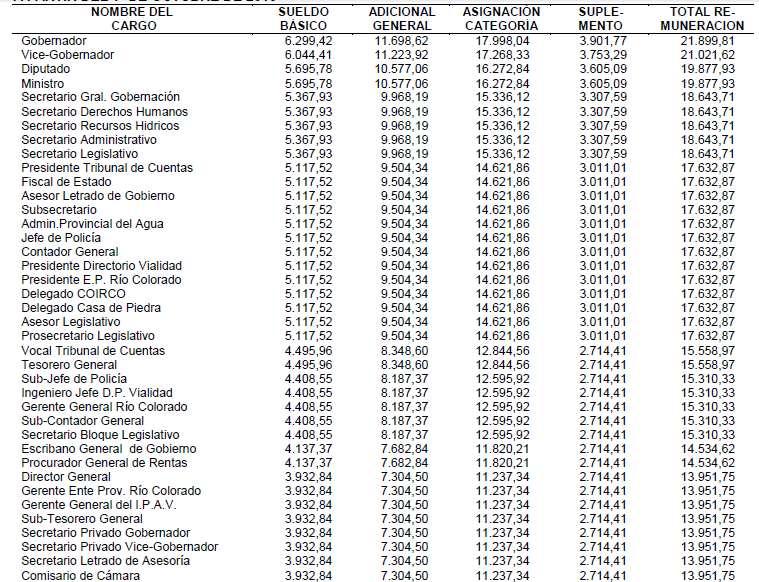 NOMBRE DEL SUELDO ADICIONAL ASIGNACIÓN SUPLE- TOTAL RE-
CARGO BÁSICO GENERAL CATEGORÍA MENTO MUNERACION
Gobernador 6.299,42 11.698,62 17.998,04 3.901,77 21.899,81
Vice-Gobernador 6.044,41 11.223,92 17.268,33 3.753,29 21.021,62
Diputado 5.695,78 10.577,06 16.272,84 3.605,09 19.877,93
Ministro 5.695,78 10.577,06 16.272,84 3.605,09 19.877,93
Secretario Gral. Gobernación 5.367,93 9.968,19 15.336,12 3.307,59 18.643,71
Secretario Derechos Humanos 5.367,93 9.968,19 15.336,12 3.307,59 18.643,71
Secretario Recursos Hidricos 5.367,93 9.968,19 15.336,12 3.307,59 18.643,71
Secretario Administrativo 5.367,93 9.968,19 15.336,12 3.307,59 18.643,71
Secretario Legislativo 5.367,93 9.968,19 15.336,12 3.307,59 18.643,71
Presidente Tribunal de Cuentas 5.117,52 9.504,34 14.621,86 3.011,01 17.632,87
Fiscal de Estado 5.117,52 9.504,34 14.621,86 3.011,01 17.632,87
Asesor Letrado de Gobierno 5.117,52 9.504,34 14.621,86 3.011,01 17.632,87
Subsecretario 5.117,52 9.504,34 14.621,86 3.011,01 17.632,87
Admin.Provincial del Agua 5.117,52 9.504,34 14.621,86 3.011,01 17.632,87
Jefe de Policía 5.117,52 9.504,34 14.621,86 3.011,01 17.632,87
Contador General 5.117,52 9.504,34 14.621,86 3.011,01 17.632,87
Presidente Directorio Vialidad 5.117,52 9.504,34 14.621,86 3.011,01 17.632,87
Presidente E.P. Río Colorado 5.117,52 9.504,34 14.621,86 3.011,01 17.632,87
Delegado COIRCO 5.117,52 9.504,34 14.621,86 3.011,01 17.632,87
Delegado Casa de Piedra 5.117,52 9.504,34 14.621,86 3.011,01 17.632,87
Asesor Legislativo 5.117,52 9.504,34 14.621,86 3.011,01 17.632,87
Prosecretario Legislativo 5.117,52 9.504,34 14.621,86 3.011,01 17.632,87
Vocal Tribunal de Cuentas 4.495,96 8.348,60 12.844,56 2.714,41 15.558,97
Tesorero General 4.495,96 8.348,60 12.844,56 2.714,41 15.558,97
Sub-Jefe de Policía 4.408,55 8.187,37 12.595,92 2.714,41 15.310,33
Ingeniero Jefe D.P. Vialidad 4.408,55 8.187,37 12.595,92 2.714,41 15.310,33
Gerente General Río Colorado 4.408,55 8.187,37 12.595,92 2.714,41 15.310,33
Sub-Contador General 4.408,55 8.187,37 12.595,92 2.714,41 15.310,33
Secretario Bloque Legislativo 4.408,55 8.187,37 12.595,92 2.714,41 15.310,33
Escribano General de Gobierno 4.137,37 7.682,84 11.820,21 2.714,41 14.534,62
Procurador General de Rentas 4.137,37 7.682,84 11.820,21 2.714,41 14.534,62
Director General 3.932,84 7.304,50 11.237,34 2.714,41 13.951,75
Gerente Ente Prov. Río Colorado 3.932,84 7.304,50 11.237,34 2.714,41 13.951,75
Gerente General del I.P.A.V. 3.932,84 7.304,50 11.237,34 2.714,41 13.951,75
Sub-Tesorero General 3.932,84 7.304,50 11.237,34 2.714,41 13.951,75
Secretario Privado Gobernador 3.932,84 7.304,50 11.237,34 2.714,41 13.951,75
Secretario Privado Vice-Gobernador 3.932,84 7.304,50 11.237,34 2.714,41 13.951,75
Secretario Letrado de Asesoría 3.932,84 7.304,50 11.237,34 2.714,41 13.951,75
Comisario de Cámara 3.932,84 7.304,50 11.237,34 2.714,41 13.951,75